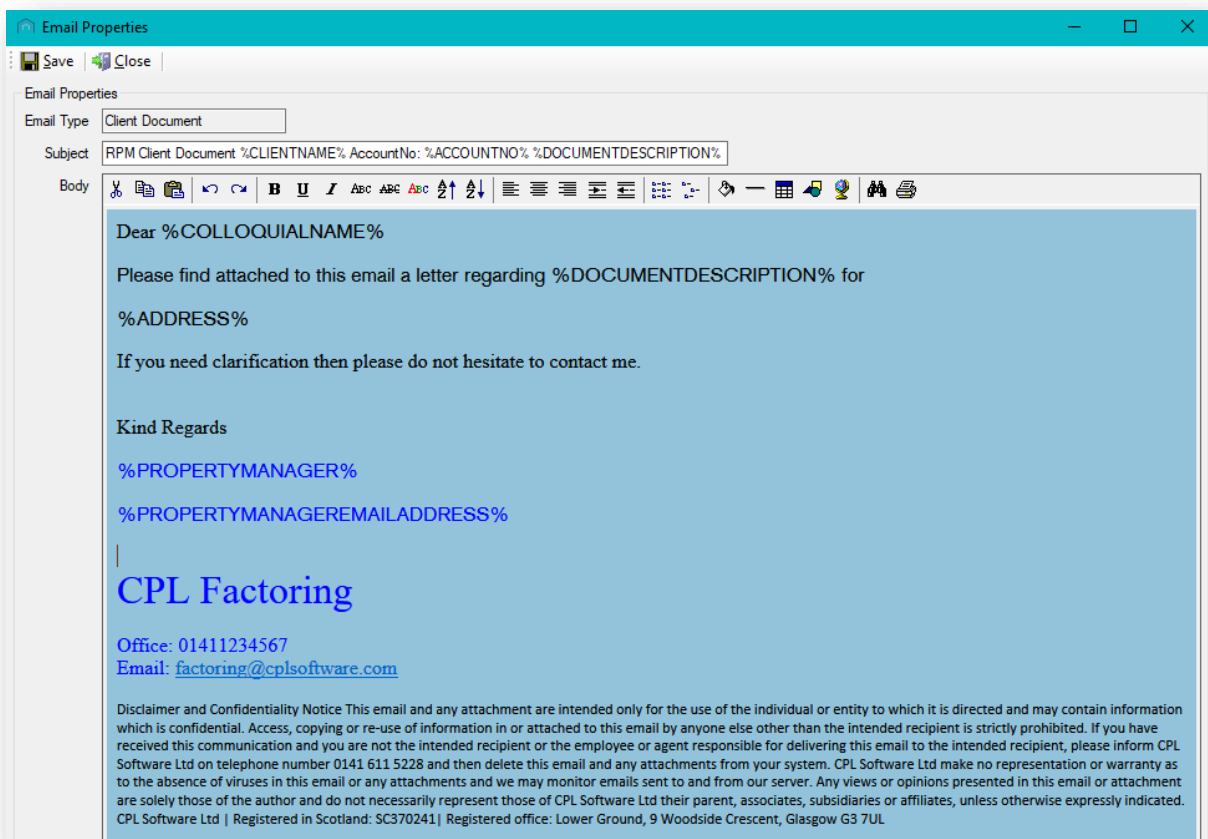 Email Properties
Save Close
Email Properties
Email Type Client Document
Subject RPM Client Document %CLIENTNAME% AccountNo: %ACCOUNTNO% %DOCUMENTDESCRIPTION%
Body B U I ABC ABC ABC A Z A Z
Dear %COLLOQUIALNAME%
Please find attached to this email a letter regarding %DOCUMENTDESCRIPTION% for
%ADDRESS%
If you need clarification then please do not hesitate to contact me.
Kind Regards
%PROPERTYMANAGER%
%PROPERTYMANAGEREMAILADDRESS%
CPL Factoring
Office: 01411234567
Email: factoring@cplsoftware.com
Disclaimer and Confidentiality Notice This email and any attachment are intended only for the use of the individual or entity to which it is directed and may contain information
which is confidential. Access, copying or re-use of information in or attached to this email by anyone else other than the intended recipient is strictly prohibited. If you have
received this communication and you are not the intended recipient or the employee or agent responsible for delivering this email to the intended recipient, please inform CPL
Software Ltd on telephone number 0141 611 5228 and then delete this email and any attachments from your system. CPL Software Ltd make no representation or warranty as
to the absence of viruses in this email or any attachments and we may monitor emails sent to and from our server. Any views or opinions presented in this email or attachment
are solely those of the author and do not necessarily represent those of CPL Software Ltd their parent, associates, subsidiaries or affiliates, unless otherwise expressly indicated.
CPL Software Ltd | Registered in Scotland: SC370241| Registered office: Lower Ground, 9 Woodside Crescent, Glasgow G3 7UL